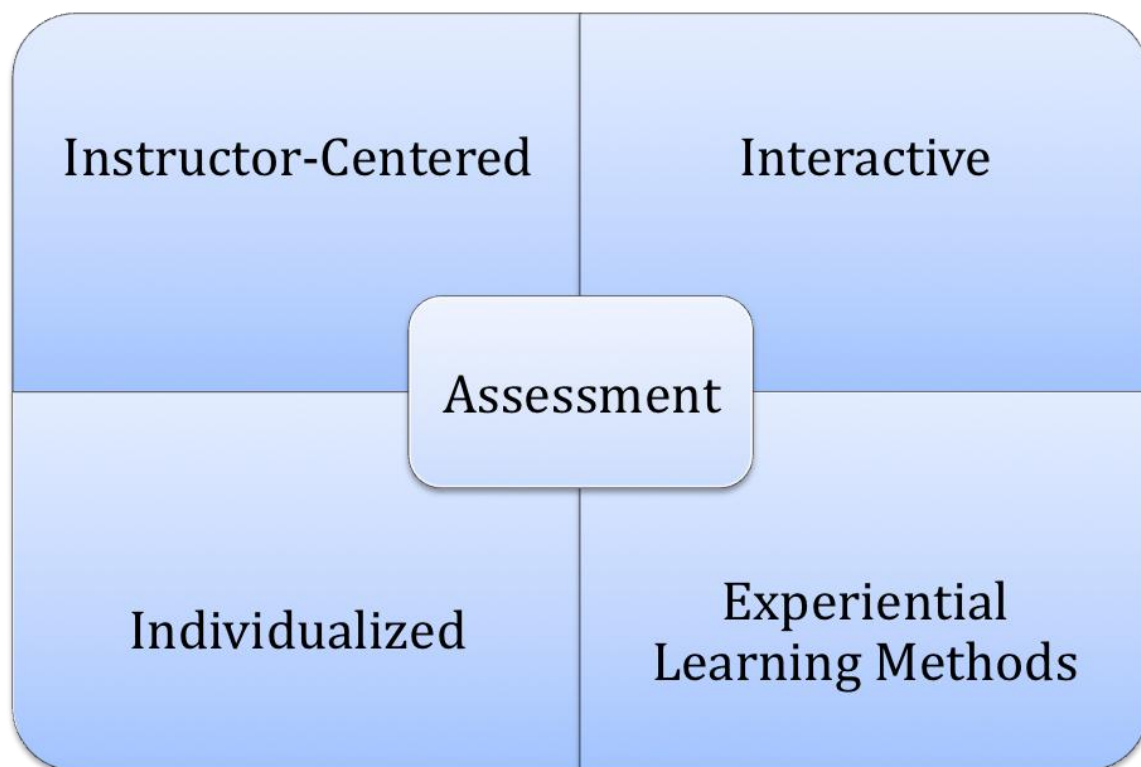 Instructor-Centered
Interactive
Assessment
Individualized
Experiential
Learning Methods